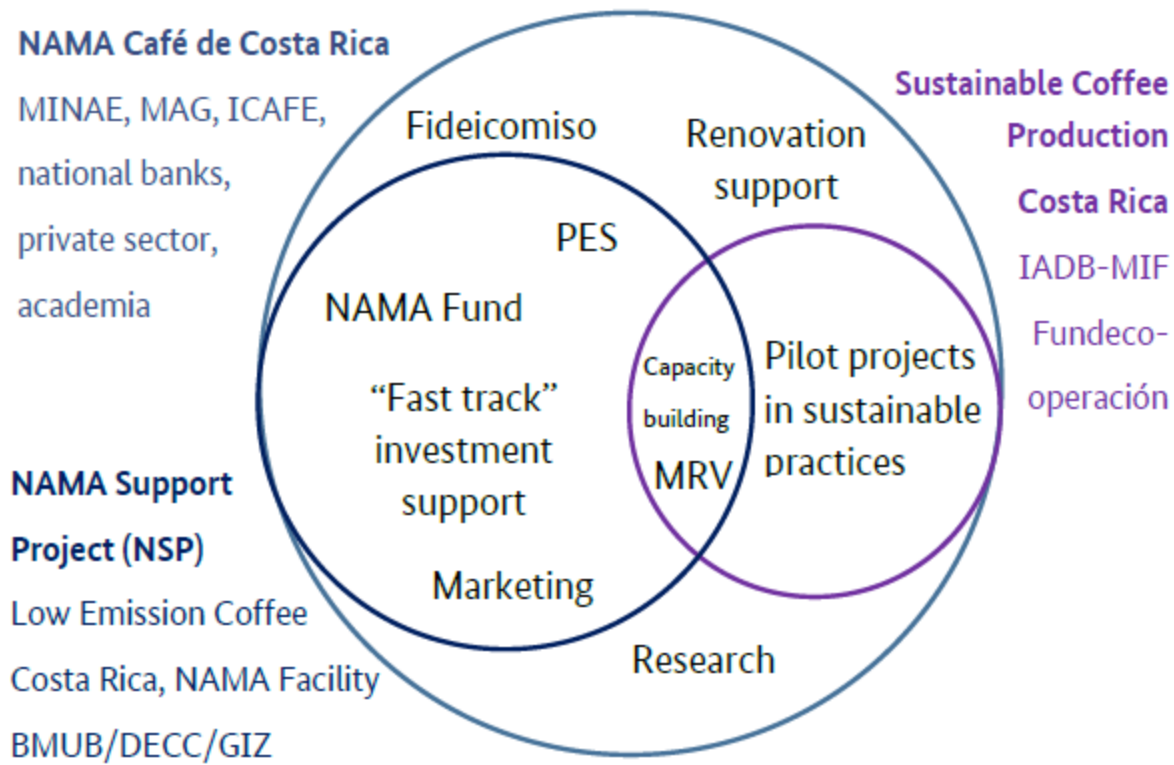 NAMA Café de Costa Rica
MINAE, MAG, ICAFE,
national banks,
private sector,
academia
NAMA Support
Project (NSP)
Low Emission Coffee
Costa Rica, NAMA Facility
BMUB/DECC/GIZ
Fideicomiso
Renovation
support
PES
NAMA Fund
“Fast track”
investment
support
Marketing
Capacity
building
MRV
Pilot projects
in sustainable
practices
Research
Sustainable Coffee
Production
Costa Rica
IADB-MIF
Fundeco-
operación